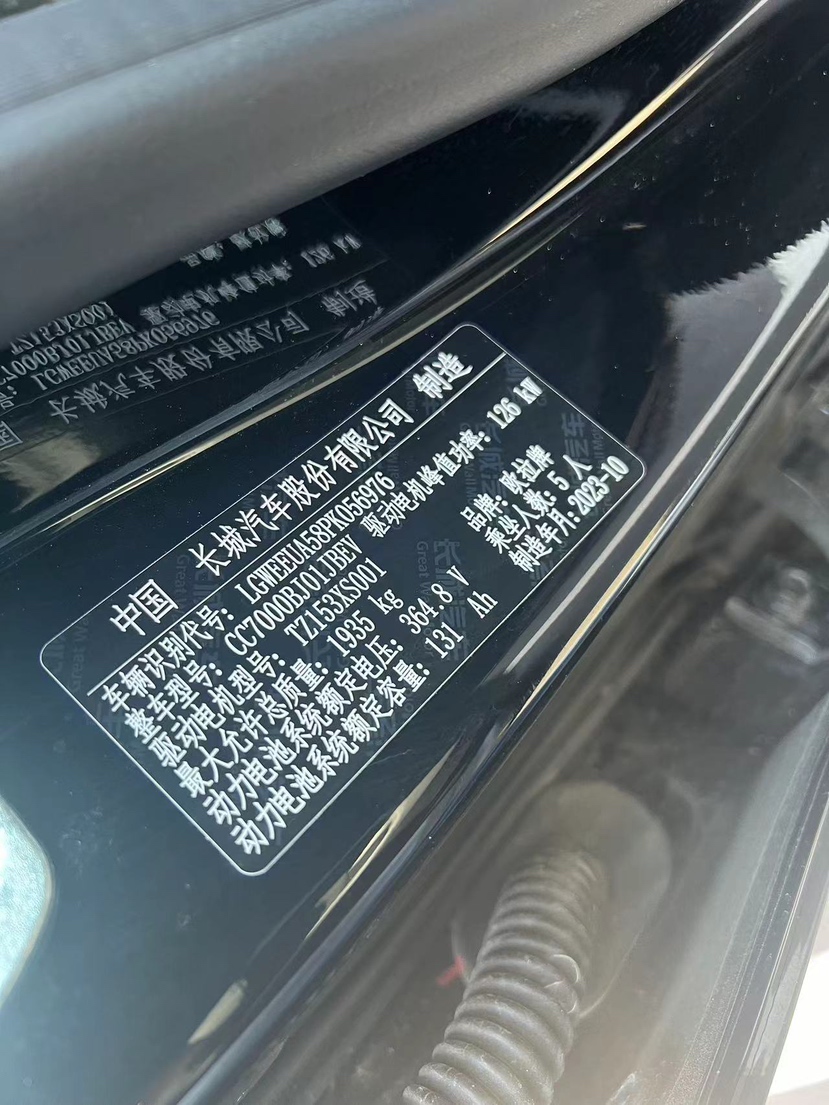 中国 长城汽车股份有限公司 制造
车辆识别代号：LGWEEUA58PK056976
整车型号：CC7000BJ01JBEV 驱动电机峰值功率：126 kW
驱动电机型号：TZ153XS001
最大允许总质量：1935 kg 品牌：欧拉牌
动力电池系统额定电压：364.8 V 乘坐人数：5 人
动力电池系统额定容量：131 Ah 制造年月：2023-10